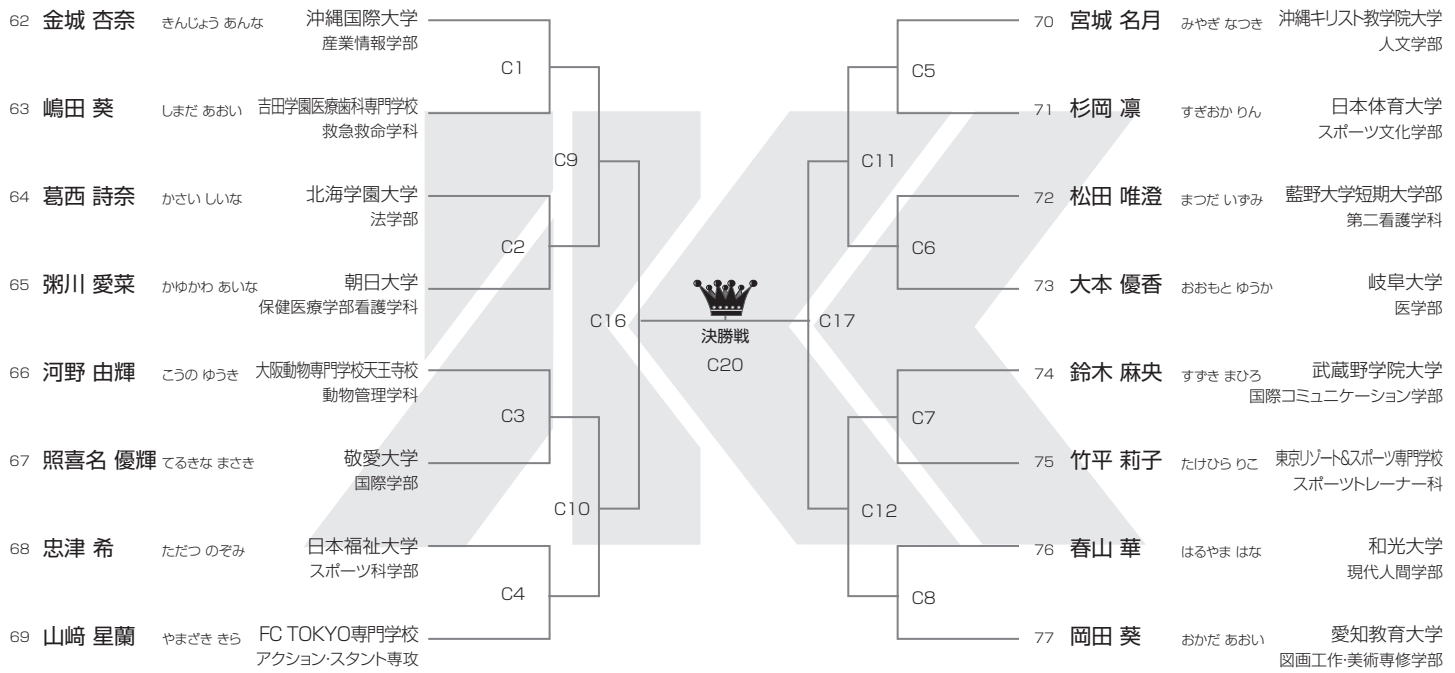 62 金城 杏奈 きんじょう あんな 沖縄国際大学
産業情報学部
C1
63 嶋田 葵 しまだ あおい 吉田学園医療歯科専門学校
救急救命学科
C9
64 葛西 詩奈 かさい しいな 北海学園大学
法学部
C2
65 粥川 愛菜 かゆかわ あいな 朝日大学
保健医療学部看護学科
C16
66 河野 由輝 こうの ゆうき 大阪動物専門学校天王寺校
動物管理学科
C3
67 照喜名 優輝 てるきな まさき 敬愛大学
国際学部
C10
68 忠津 希 ただつ のぞみ 日本福祉大学
スポーツ科学部
C4
69 山﨑 星蘭 やまざき きら FC TOKYO専門学校
アクション・スタント専攻
決勝戦
C20
70 宮城 名月 みやぎ なつき 沖縄キリスト教学院大学
人文学部
C5
71 杉岡 凛 すぎおか りん 日本体育大学
スポーツ文化学部
C11
72 松田 唯澄 まつだ いずみ 藍野大学短期大学部
第二看護学科
C6
73 大本 優香 おおもと ゆうか 岐阜大学
医学部
C17
74 鈴木 麻央 すずき まひろ 武蔵野学院大学
国際コミュニケーション学部
C7
75 竹平 莉子 たけひら りこ 東京リゾート&スポーツ専門学校
スポーツトレーナー科
C12
76 春山 華 はるやま はな 和光大学
現代人間学部
C8
77 岡田 葵 おかだ あおい 愛知教育大学
図画工作・美術専修学部